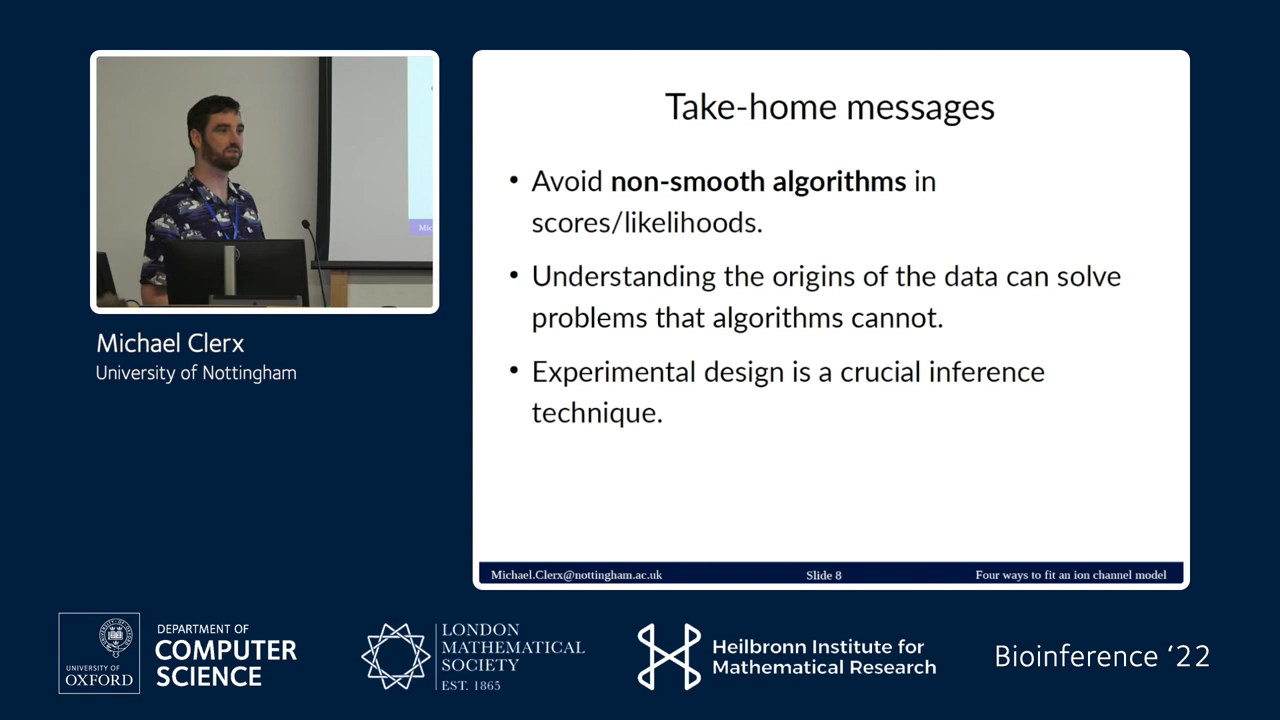 Mic
Michael Clerx
University of Nottingham
Take-home messages
• Avoid non-smooth algorithms in
scores/likelihoods.
• Understanding the origins of the data can solve
problems that algorithms cannot.
• Experimental design is a crucial inference
technique.
Michael.Clerx@nottingham.ac.uk
Slide 8
Four ways to fit an ion channel model
UNIVERSITY OF
OXFORD
DEPARTMENT OF
COMPUTER
SCIENCE
LONDON
MATHEMATICAL
SOCIETY
EST. 1865
Heilbronn Institute for
Mathematical Research
Bioinference ‘22